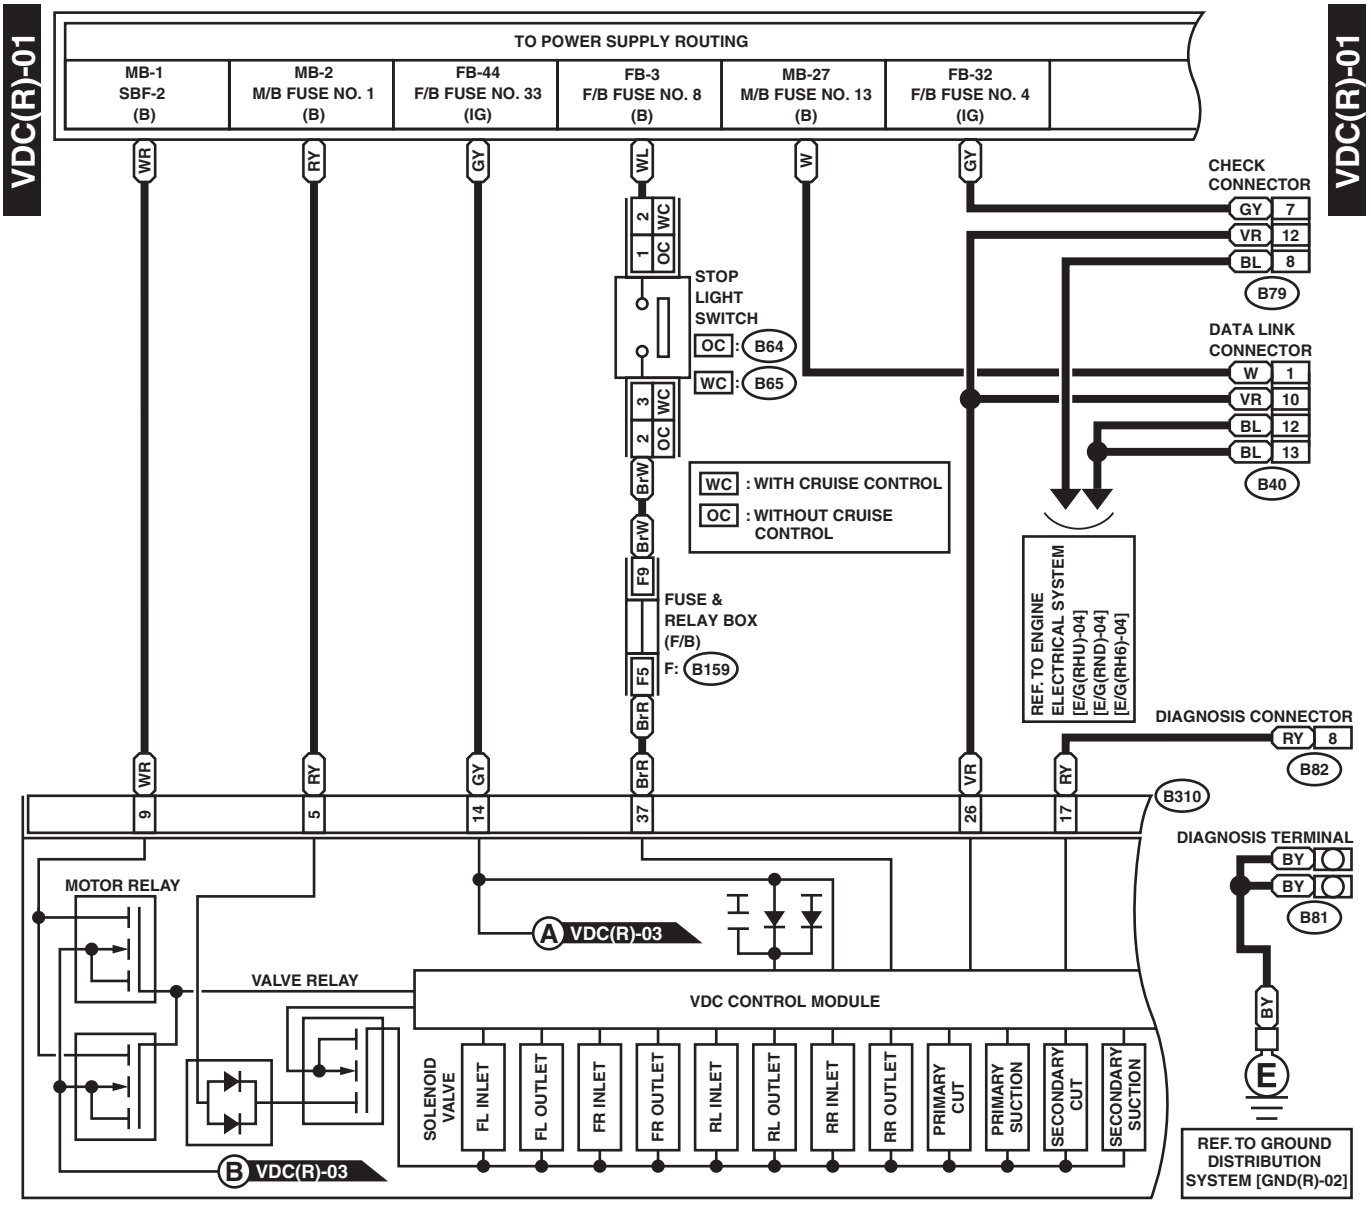 VDC(R)-01
VDC(R)-01
TO POWER SUPPLY ROUTING
MB-1
SBF-2
(B)
MB-2
M/B FUSE NO. 1
(B)
FB-44
F/B FUSE NO. 33
(IG)
FB-3
F/B FUSE NO. 8
(B)
MB-27
M/B FUSE NO. 13
(B)
FB-32
F/B FUSE NO. 4
(IG)
WR
RY
GY
WL
W
GY
CHECK
CONNECTOR
GY 7
VR 12
BL 8
B79
2 WC
1 OC
STOP
LIGHT
SWITCH
OC : B64
WC : B65
3 WC
2 OC
DATA LINK
CONNECTOR
W 1
VR 10
BL 12
BL 13
B40
BrW
WC : WITH CRUISE CONTROL
OC : WITHOUT CRUISE
CONTROL
BrW
F9
FUSE &
RELAY BOX
(F/B)
F: B159
F5
BrR
REF. TO ENGINE
ELECTRICAL SYSTEM
[E/G(RHU)-04]
[E/G(RND)-04]
[E/G(RH6)-04]
DIAGNOSIS CONNECTOR
RY 8
B82
WR
RY
GY
BrR
VR
RY
B310
9
5
14
37
26
17
DIAGNOSIS TERMINAL
BY
BY
B81
MOTOR RELAY
A VDC(R)-03
VALVE RELAY
VDC CONTROL MODULE
BY
E
SOLENOID
VALVE
FL INLET
FL OUTLET
FR INLET
FR OUTLET
RL INLET
RL OUTLET
RR INLET
RR OUTLET
PRIMARY
CUT
PRIMARY
SUCTION
SECONDARY
CUT
SECONDARY
SUCTION
B VDC(R)-03
REF. TO GROUND
DISTRIBUTION
SYSTEM [GND(R)-02]